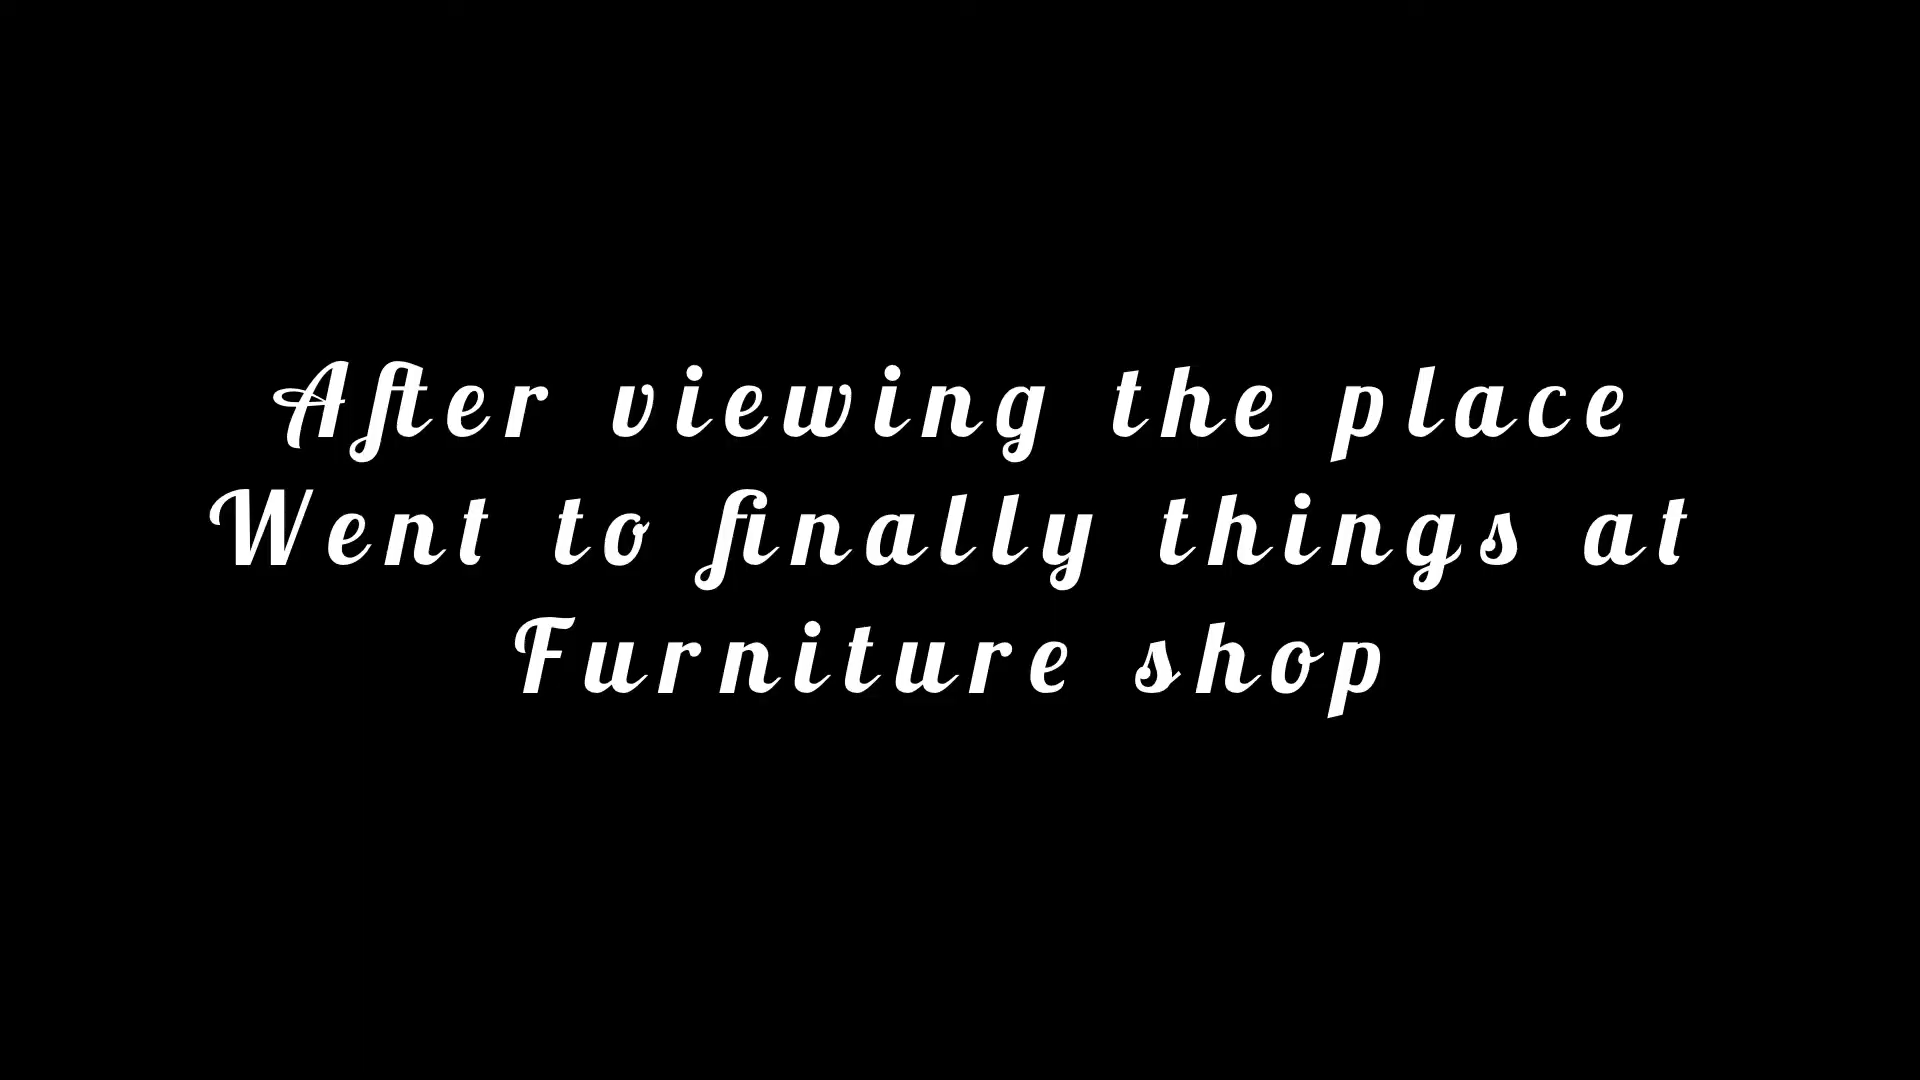 After viewing the place
Went to finally things at
Furniture shop